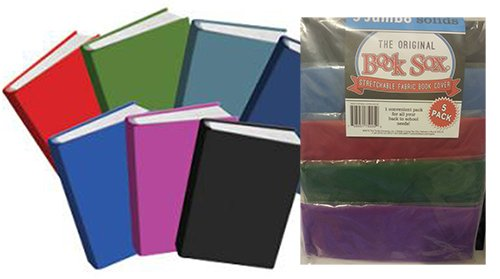 5 Jumbo solids
THE ORIGINAL
Book Sox
STRETCHABLE FABRIC BOOK COVER
1 convenient pack
for all your
back to school
needs!
5
PACK